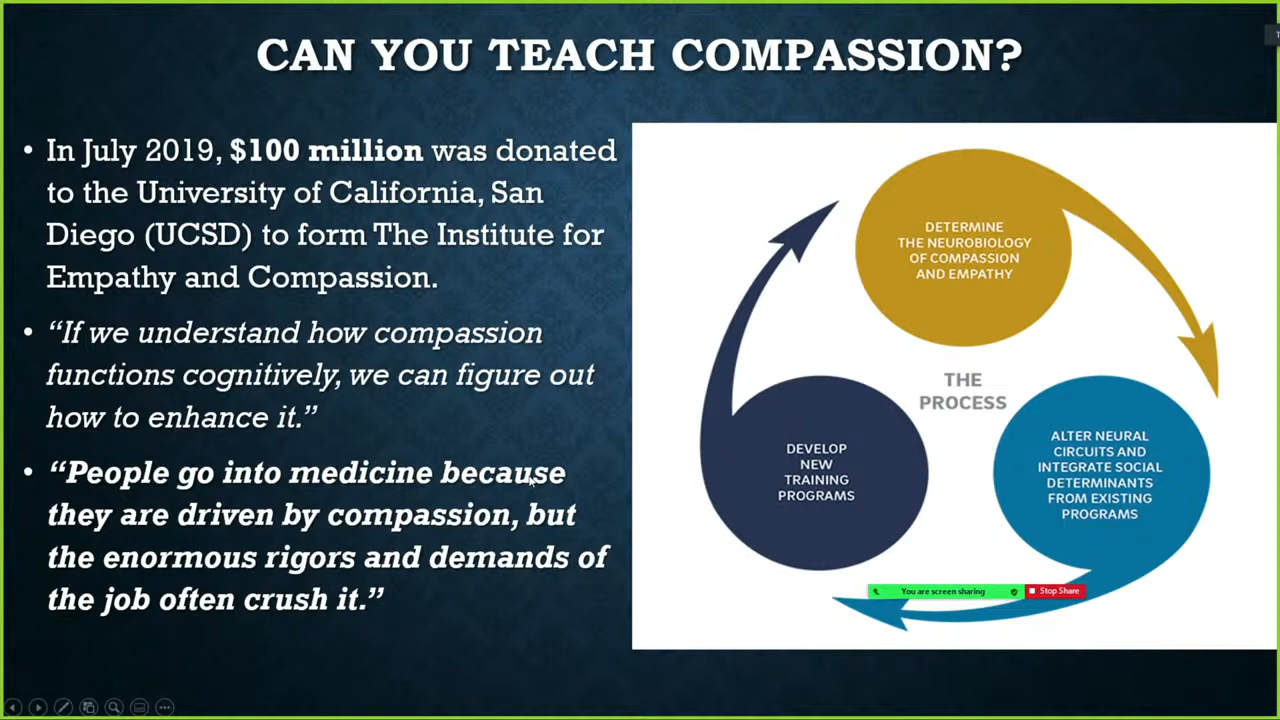 CAN YOU TEACH COMPASSION?
• In July 2019, $100 million was donated
to the University of California, San
Diego (UCSD) to form The Institute for
Empathy and Compassion.
• “If we understand how compassion
functions cognitively, we can figure out
how to enhance it.”
• “People go into medicine because
they are driven by compassion, but
the enormous rigors and demands of
the job often crush it.”
DETERMINE
THE NEUROBIOLOGY
OF COMPASSION
AND EMPATHY
THE
PROCESS
ALTER NEURAL
CIRCUITS AND
INTEGRATE SOCIAL
DETERMINANTS
FROM EXISTING
PROGRAMS
DEVELOP
NEW
TRAINING
PROGRAMS
You are screen sharing
Stop Share